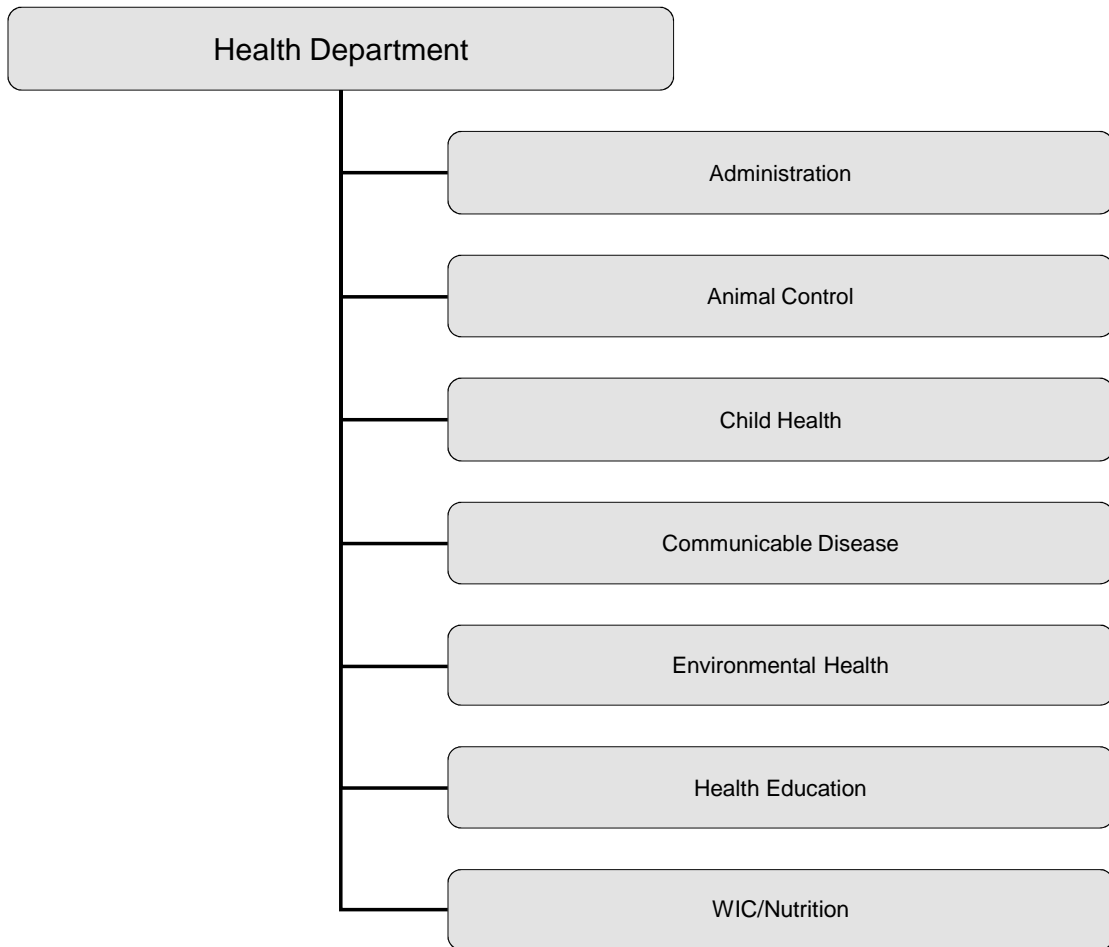 Health Department
Administration
Animal Control
Child Health
Communicable Disease
Environmental Health
Health Education
WIC/Nutrition